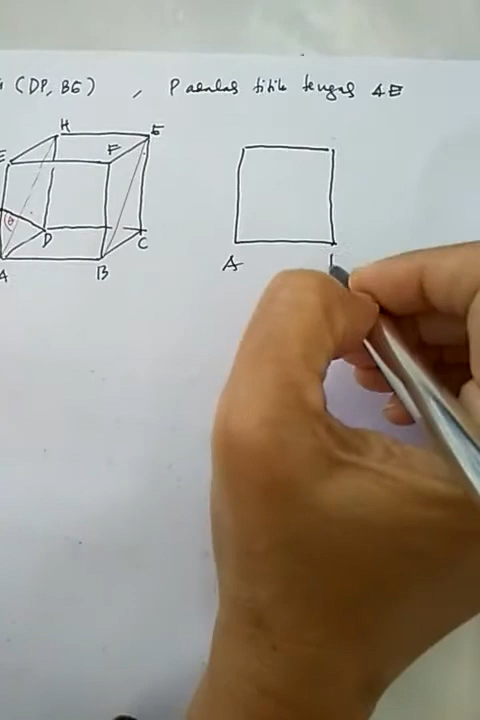 (DP, BG) , P adalah titik tengah AE
H G
E F
θ
D C
A B A